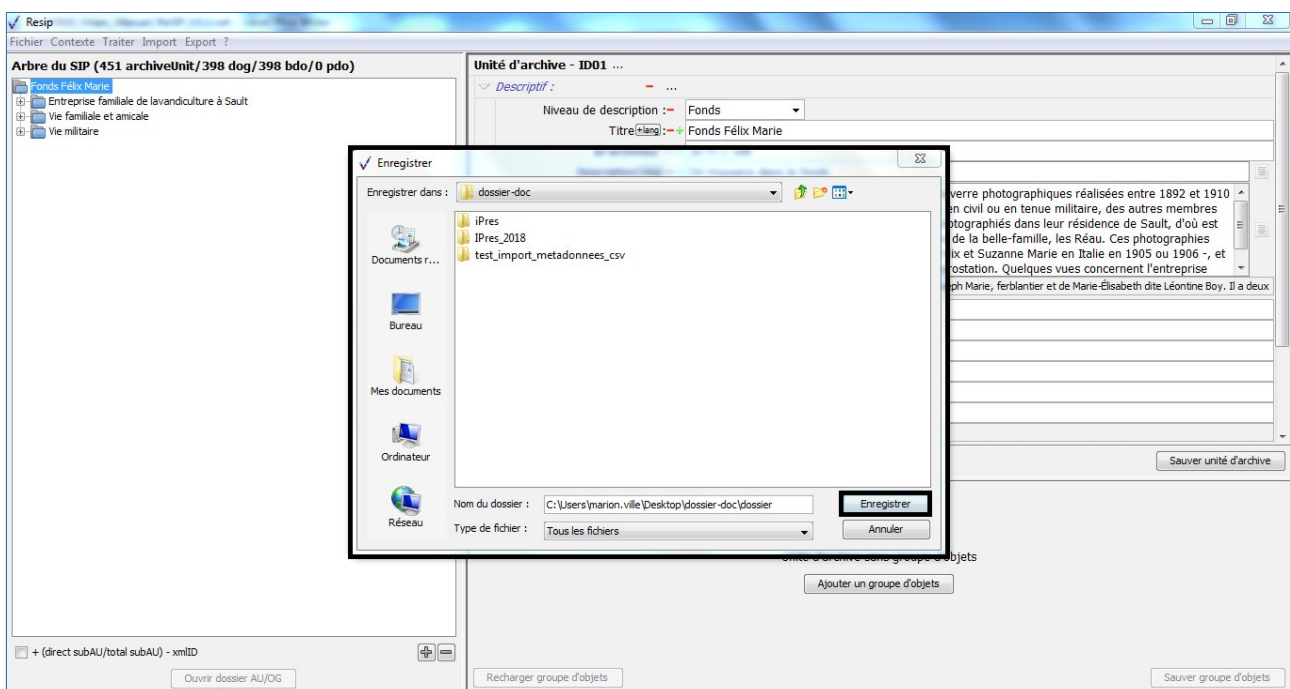 Resip
Fichier Contexte Traiter Import Export ?
Arbre du SIP (451 archiveUnit/398 dog/398 bdo/0 pdo)
Fonds Félix Marie
Entreprise familiale de lavandiculture à Sault
Vie familiale et amicale
Vie militaire
+ (direct subAU/total subAU) - xmlID
Ouvrir dossier AU/OG
Unité d'archive - ID01 ...
Descriptif : − ...
Niveau de description :− Fonds
Titre +lang :−+ Fonds Félix Marie
verre photographiques réalisées entre 1892 et 1910
en civil ou en tenue militaire, des autres membres
otographiés dans leur résidence de Sault, d'où est
de la belle-famille, les Réau. Ces photographies
ix et Suzanne Marie en Italie en 1905 ou 1906 -, et
rostation. Quelques vues concernent l'entreprise
eph Marie, ferblantier et de Marie-Élisabeth dite Léontine Boy. Il a deux
Sauver unité d'archive
Enregistrer
Enregistrer dans : dossier-doc
iPres
IPres_2018
test_import_metadonnees_csv
Documents r...
Bureau
Mes documents
Ordinateur
Réseau
Nom du dossier : C:\Users\marion.ville\Desktop\dossier-doc\dossier
Enregistrer
Type de fichier : Tous les fichiers
Annuler
objets
Ajouter un groupe d'objets
Recharger groupe d'objets
Sauver groupe d'objets